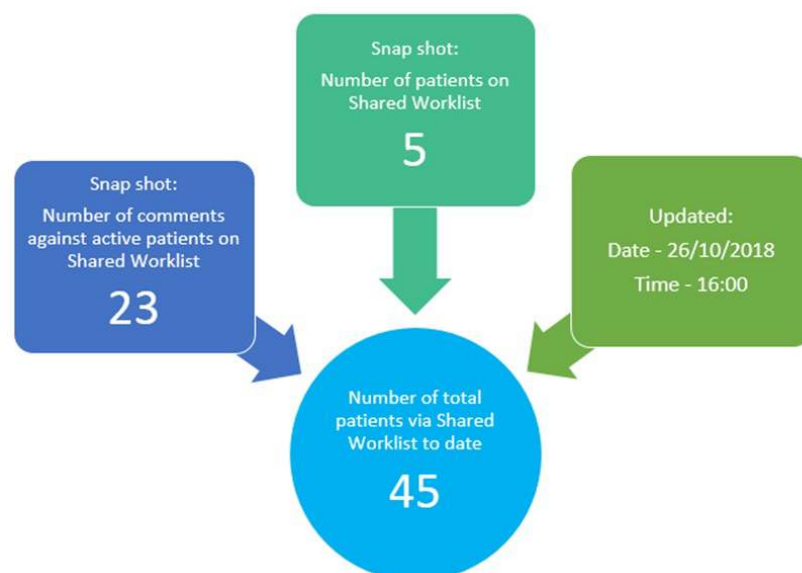 Snap shot:
Number of patients on
Shared Worklist
5
Snap shot:
Number of comments
against active patients on
Shared Worklist
23
Updated:
Date - 26/10/2018
Time - 16:00
Number of total
patients via Shared
Worklist to date
45